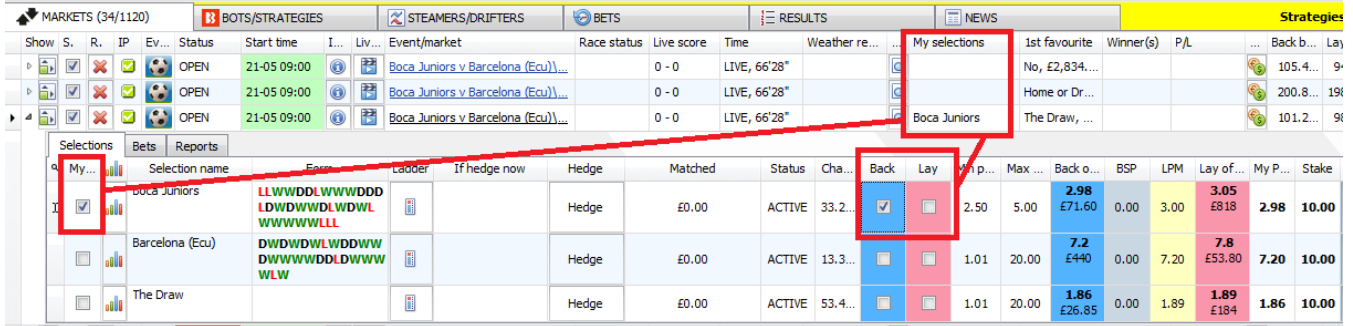 MARKETS (34/1120) BOTS/STRATEGIES STEAMERS/DRIFTERS BETS RESULTS NEWS Strategies
Show S. R. IP Ev... Status Start time I... Liv... Event/market Race status Live score Time Weather re... ... My selections 1st favourite Winner(s) P/L ... Back b... Lay
OPEN 21-05 09:00 Boca Juniors v Barcelona (Ecu)\... 0 - 0 LIVE, 66'28" No, £2,834.... 105.4... 94
OPEN 21-05 09:00 Boca Juniors v Barcelona (Ecu)\... 0 - 0 LIVE, 66'28" Home or Dr... 200.8... 198
OPEN 21-05 09:00 Boca Juniors v Barcelona (Ecu)\... 0 - 0 LIVE, 66'28" Boca Juniors The Draw, ... 101.2... 98
Selections Bets Reports
My... Selection name Form Ladder If hedge now Hedge Matched Status Cha... Back Lay Max ... Back o... BSP LPM Lay of... My P... Stake
Boca Juniors LLWWDDLWWWDDD 2.98 3.05
LDWDWWDLWDWL Hedge £0.00 ACTIVE 33.2... £71.60 0.00 3.00 £818 2.98 10.00 2.50 5.00
WWWWWLLL
Barcelona (Ecu) DWDWDWLWDDWW 7.2 7.8
DWWWWDDLDWWW Hedge £0.00 ACTIVE 13.3... 1.01 20.00 £440 0.00 7.20 £53.80 7.20 10.00
WLW
The Draw 1.86 1.89
Hedge £0.00 ACTIVE 53.4... 1.01 20.00 £26.85 0.00 1.89 £184 1.86 10.00